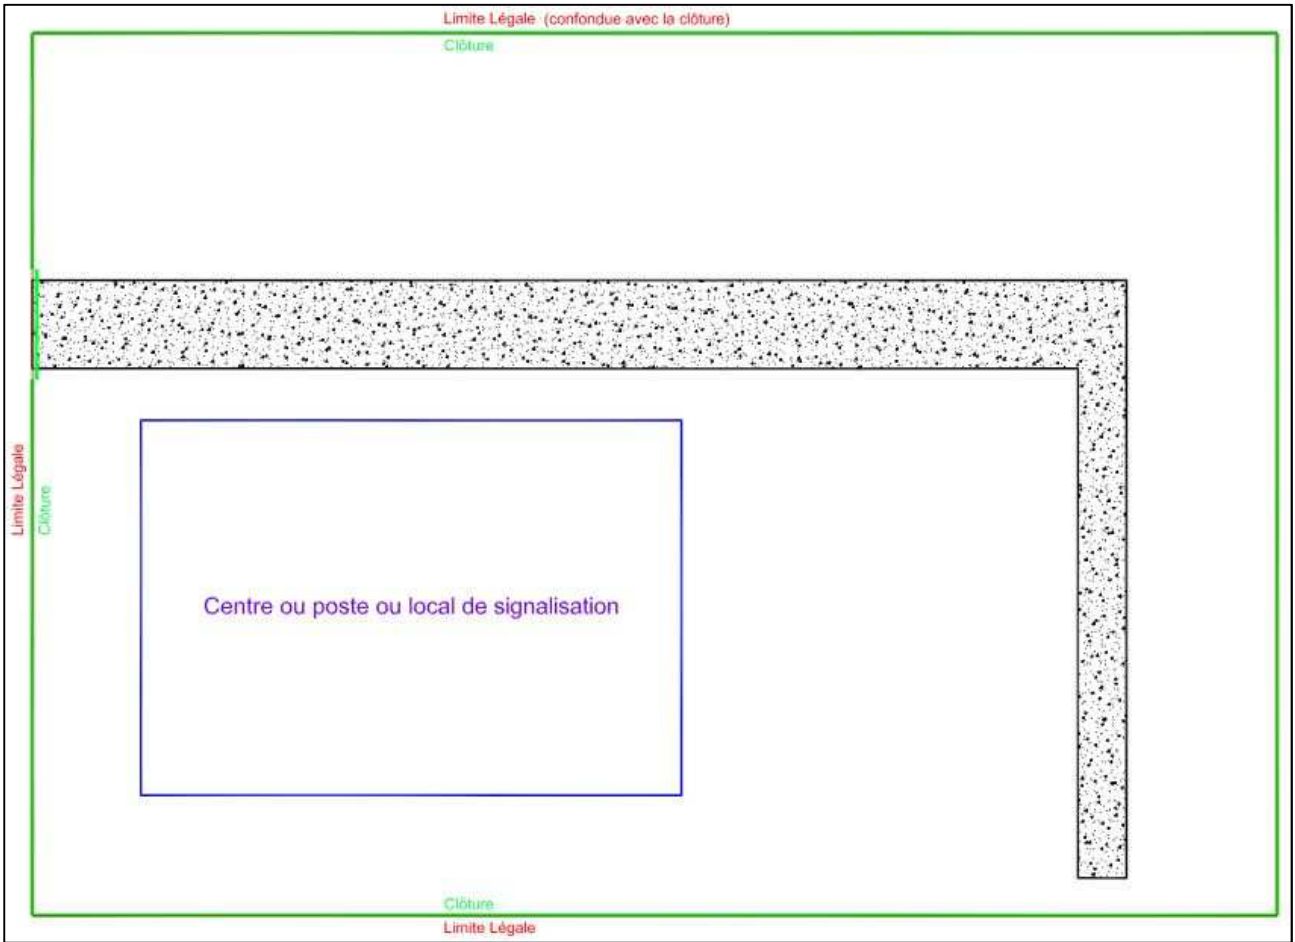 Limite Légale (confondue avec la clôture)
Clôture
Limite Légale
Clôture
Centre ou poste ou local de signalisation
Clôture
Limite Légale